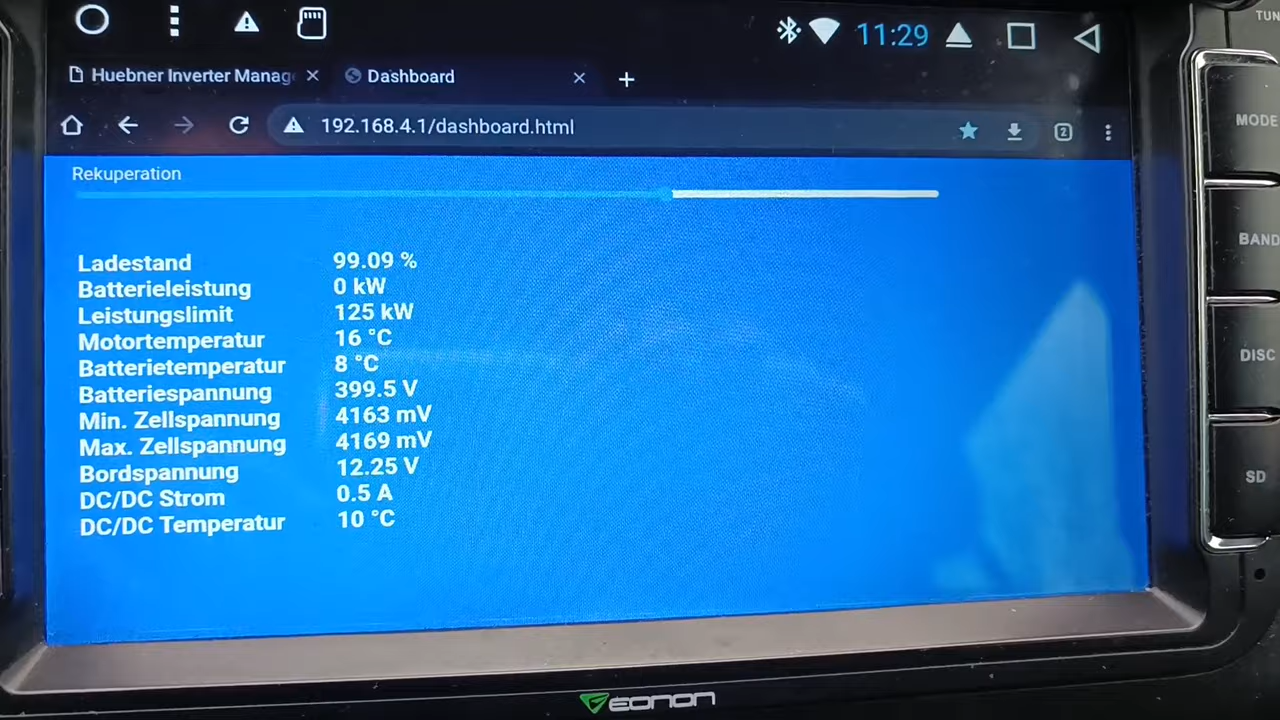 11:29
Huebner Inverter Manag
Dashboard
192.168.4.1/dashboard.html
2
Rekuperation
Ladestand 99.09 %
Batterieleistung 0 kW
Leistungslimit 125 kW
Motortemperatur 16 °C
Batterietemperatur 8 °C
Batteriespannung 399.5 V
Min. Zellspannung 4163 mV
Max. Zellspannung 4169 mV
Bordspannung 12.25 V
DC/DC Strom 0.5 A
DC/DC Temperatur 10 °C
TUN
MODE
BAND
DISC
SD
EONON